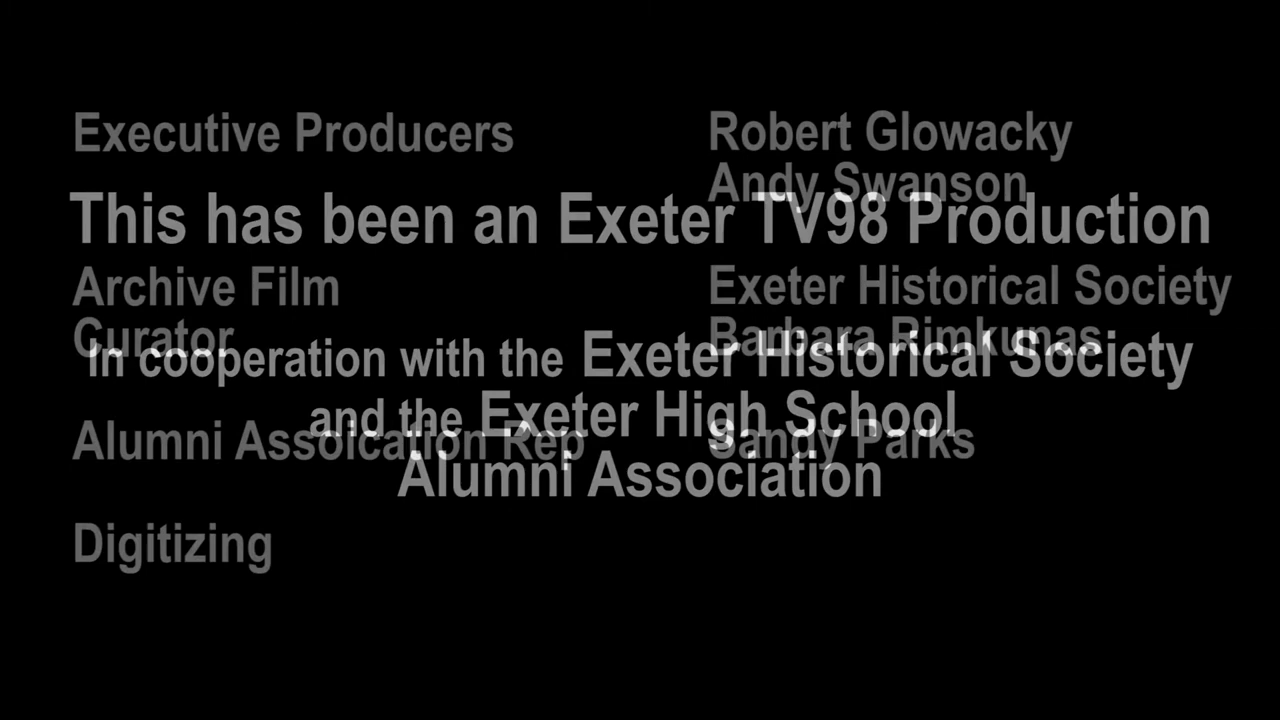 Executive Producers Robert Glowacky
Andy Swanson
This has been an Exeter TV98 Production
Archive Film Exeter Historical Society
Curator Barbara Rimkunas
In cooperation with the Exeter Historical Society
and the Exeter High School
Alumni Assoication Rep Sandy Parks
Alumni Association
Digitizing